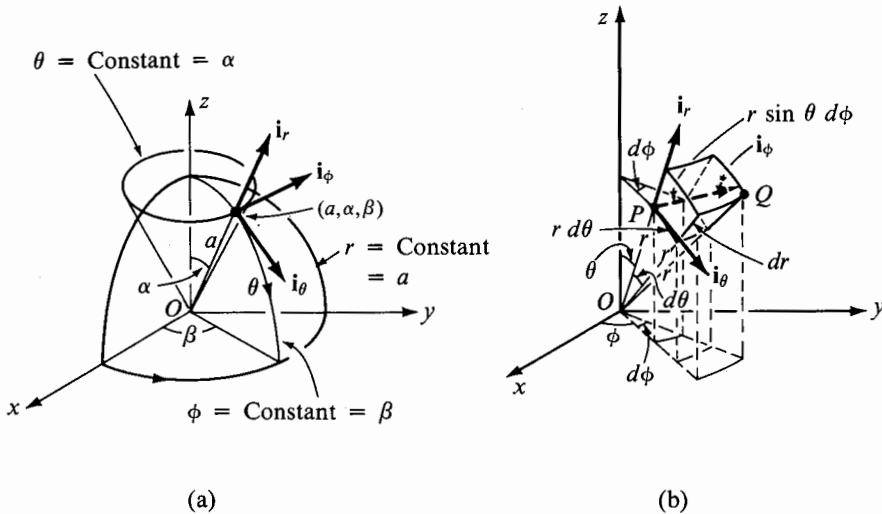 θ = Constant = α
z
i_r
i_ϕ
(a,α,β)
a
r = Constant
= a
α
θ
i_θ
O
y
β
x
ϕ = Constant = β
(a)
z
i_r
r sin θ dϕ
i_ϕ
dϕ
P
Q
r dθ
r
r
r
dr
θ
i_θ
O
dθ
y
ϕ
x
dϕ
(b)